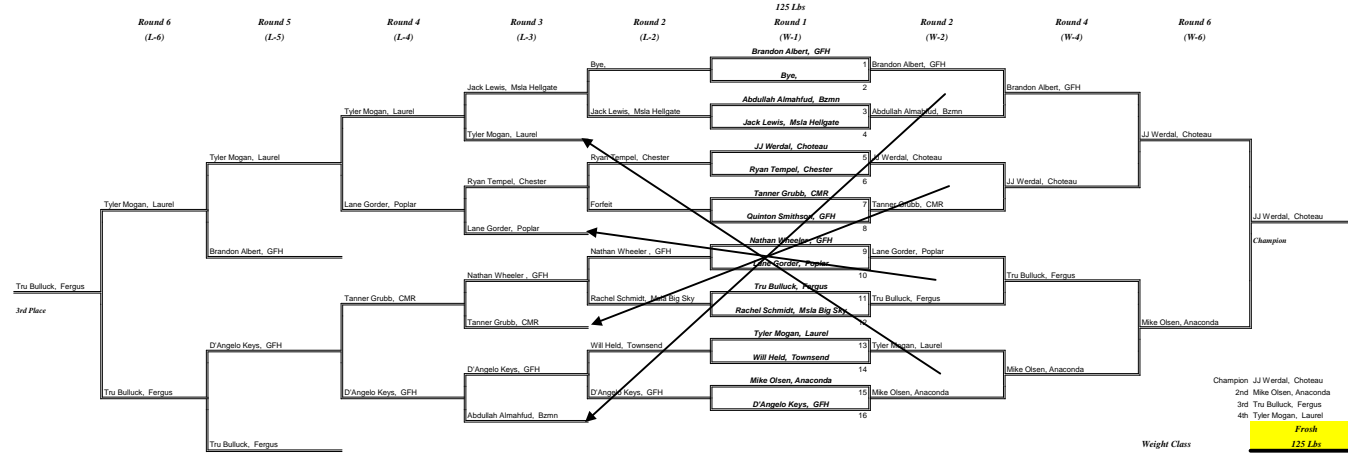 125 Lbs
Round 6 Round 5 Round 4 Round 3 Round 2 Round 1 Round 2 Round 4 Round 6
(L-6) (L-5) (L-4) (L-3) (L-2) (W-1) (W-2) (W-4) (W-6)
Brandon Albert, GFH
Bye, 1 Brandon Albert, GFH
Bye,
Jack Lewis, Msla Hellgate 2 Brandon Albert, GFH
Abdullah Almahfud, Bzmn
Tyler Mogan, Laurel Jack Lewis, Msla Hellgate 3 Abdullah Almahfud, Bzmn
Jack Lewis, Msla Hellgate
Tyler Mogan, Laurel 4 JJ Werdal, Choteau
JJ Werdal, Choteau
Tyler Mogan, Laurel Ryan Tempel, Chester 5 JJ Werdal, Choteau
Ryan Tempel, Chester
Ryan Tempel, Chester 6 JJ Werdal, Choteau
Tanner Grubb, CMR
Tyler Mogan, Laurel Lane Gorder, Poplar Forfeit 7 Tanner Grubb, CMR
Quinton Smithson, GFH JJ Werdal, Choteau
Lane Gorder, Poplar 8
Nathan Wheeler, GFH Champion
Brandon Albert, GFH Nathan Wheeler , GFH 9 Lane Gorder, Poplar
Lane Gorder, Poplar
Nathan Wheeler , GFH 10 Tru Bulluck, Fergus
Tru Bulluck, Fergus Tru Bulluck, Fergus
Tanner Grubb, CMR Rachel Schmidt, Msla Big Sky 11 Tru Bulluck, Fergus
3rd Place Rachel Schmidt, Msla Big Sky
Tanner Grubb, CMR 12 Mike Olsen, Anaconda
Tyler Mogan, Laurel
D'Angelo Keys, GFH Will Held, Townsend 13 Tyler Mogan, Laurel
Will Held, Townsend
D'Angelo Keys, GFH 14 Mike Olsen, Anaconda
Mike Olsen, Anaconda Champion JJ Werdal, Choteau
Tru Bulluck, Fergus D'Angelo Keys, GFH D'Angelo Keys, GFH 15 Mike Olsen, Anaconda 2nd Mike Olsen, Anaconda
D'Angelo Keys, GFH 3rd Tru Bulluck, Fergus
Abdullah Almahfud, Bzmn 16 4th Tyler Mogan, Laurel
Frosh
Tru Bulluck, Fergus Weight Class 125 Lbs